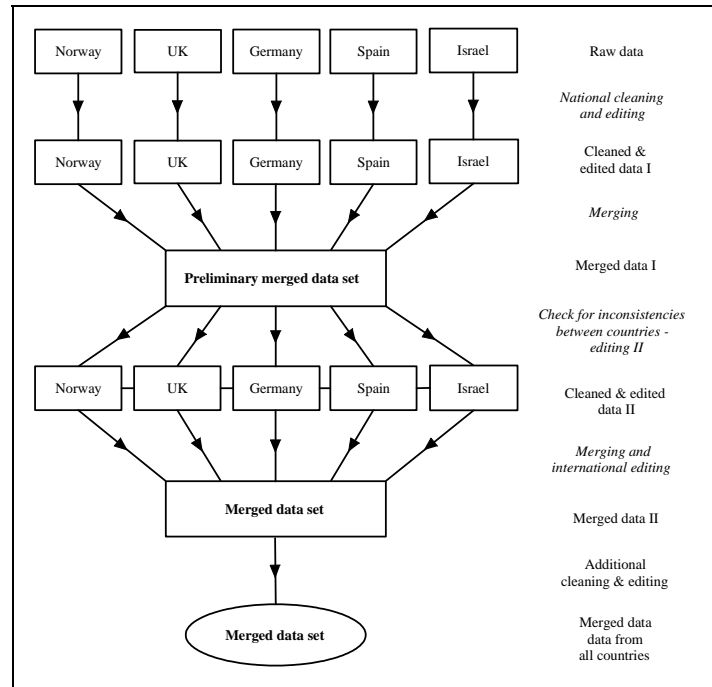 Norway UK Germany Spain Israel Raw data
National cleaning
and editing
Norway UK Germany Spain Israel Cleaned &
edited data I
Merging
Preliminary merged data set Merged data I
Check for inconsistencies
between countries -
editing II
Norway UK Germany Spain Israel Cleaned & edited
data II
Merging and
international editing
Merged data set Merged data II
Additional
cleaning & editing
Merged data set Merged data
data from
all countries